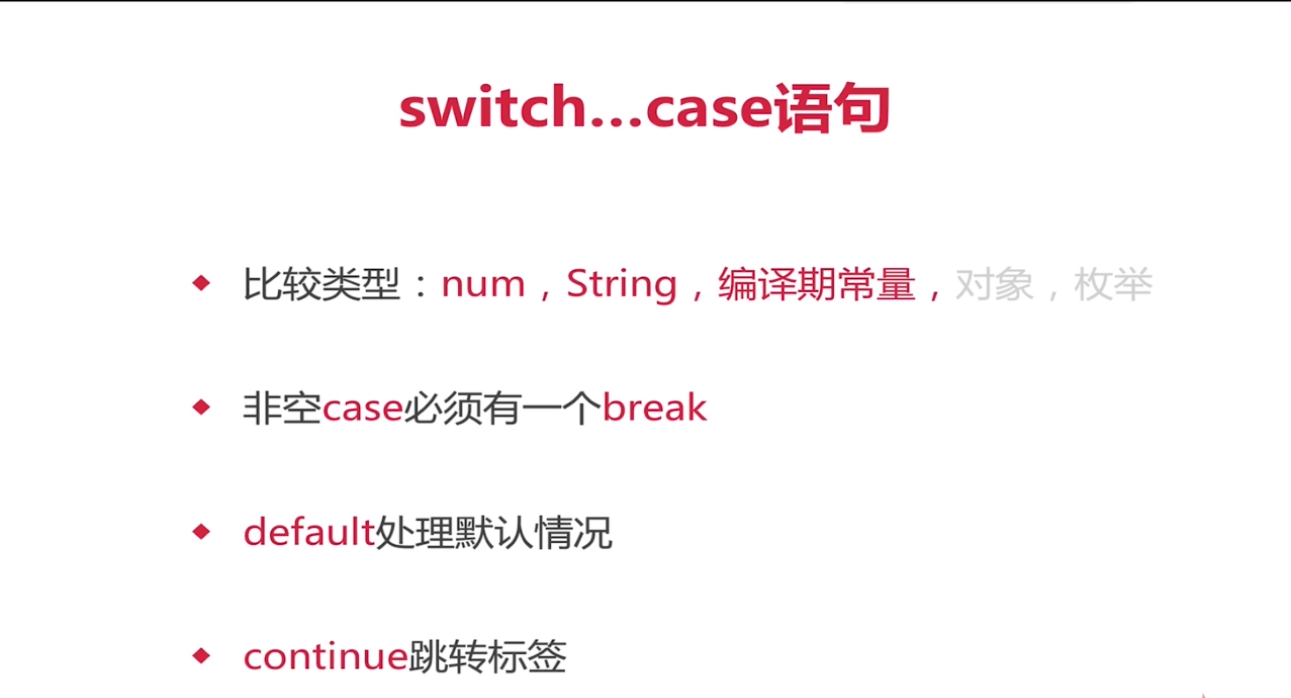 switch...case语句
比较类型：num，String，编译期常量，对象，枚举
非空case必须有一个break
default处理默认情况
continue跳转标签